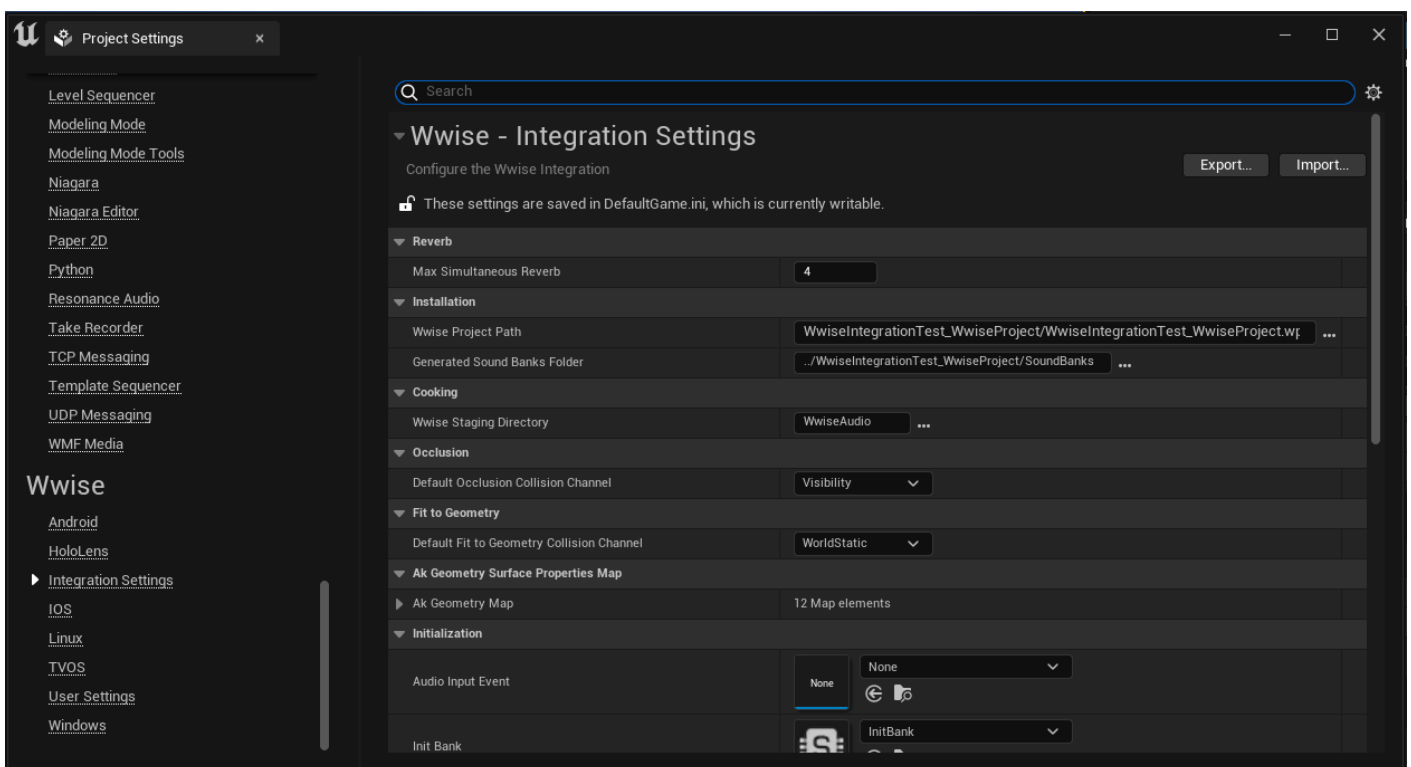 Project Settings
Level Sequencer
Modeling Mode
Modeling Mode Tools
Niagara
Niagara Editor
Paper 2D
Python
Resonance Audio
Take Recorder
TCP Messaging
Template Sequencer
UDP Messaging
WMF Media
Wwise
Android
HoloLens
Integration Settings
IOS
Linux
TVOS
User Settings
Windows
Search
Wwise - Integration Settings
Configure the Wwise Integration
Export...
Import...
These settings are saved in DefaultGame.ini, which is currently writable.
Reverb
Max Simultaneous Reverb 4
Installation
Wwise Project Path WwiseIntegrationTest_WwiseProject/WwiseIntegrationTest_WwiseProject.wp ...
Generated Sound Banks Folder ../WwiseIntegrationTest_WwiseProject/SoundBanks ...
Cooking
Wwise Staging Directory WwiseAudio ...
Occlusion
Default Occlusion Collision Channel Visibility
Fit to Geometry
Default Fit to Geometry Collision Channel WorldStatic
Ak Geometry Surface Properties Map
Ak Geometry Map 12 Map elements
Initialization
Audio Input Event None None
Init Bank InitBank